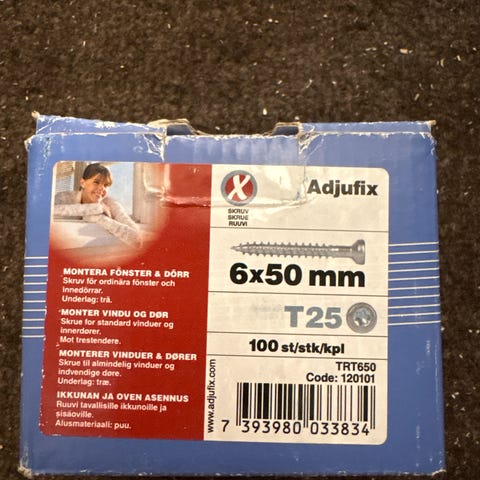 X
SKRUV
SKRUE
RUUVI
Adjufix
6x50 mm
T25
100 st/stk/kpl
TRT650
Code: 120101
www.adjufix.com
7 393980 033834
MONTERA FÖNSTER & DÖRR
Skruv för ordinära fönster och
innedörrar.
Underlag: trä.
MONTER VINDU OG DØR
Skrue for standard vinduer og
innerdører.
Mot trestendere.
MONTERER VINDUER & DØRER
Skrue til almindelig vinduer og
indvendige døre.
Underlag: træ.
IKKUNAN JA OVEN ASENNUS
Ruuvi tavallisille ikkunoille ja
sisäoville.
Alusmateriaali: puu.